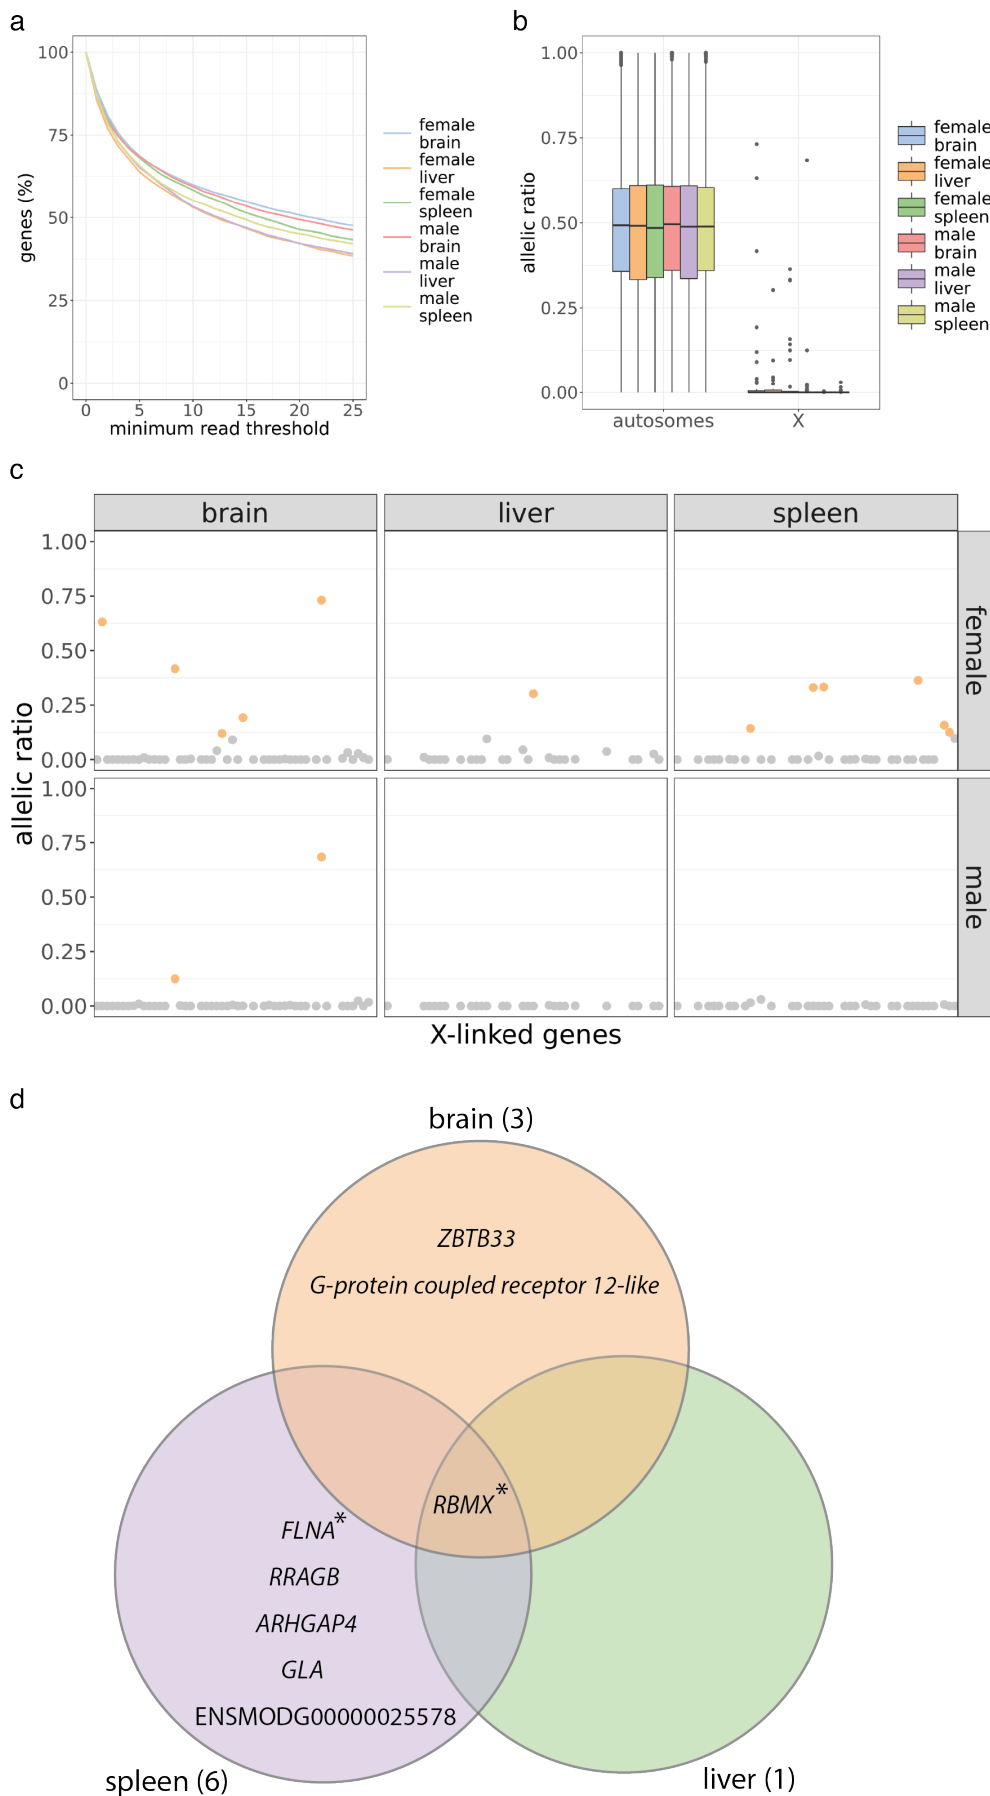 a
100
75
50
25
0
genes (%)
0 5 10 15 20 25
minimum read threshold
female
brain
female
liver
female
spleen
male
brain
male
liver
male
spleen
b
1.00
0.75
0.50
0.25
0.00
allelic ratio
autosomes X
female
brain
female
liver
female
spleen
male
brain
male
liver
male
spleen
c
brain liver spleen
1.00
0.75
0.50
0.25
0.00
female
1.00
0.75
0.50
0.25
0.00
male
allelic ratio
X-linked genes
d
brain (3)
ZBTB33
G-protein coupled receptor 12-like
RBMX*
FLNA*
RRAGB
ARHGAP4
GLA
ENSMODG00000025578
spleen (6)
liver (1)